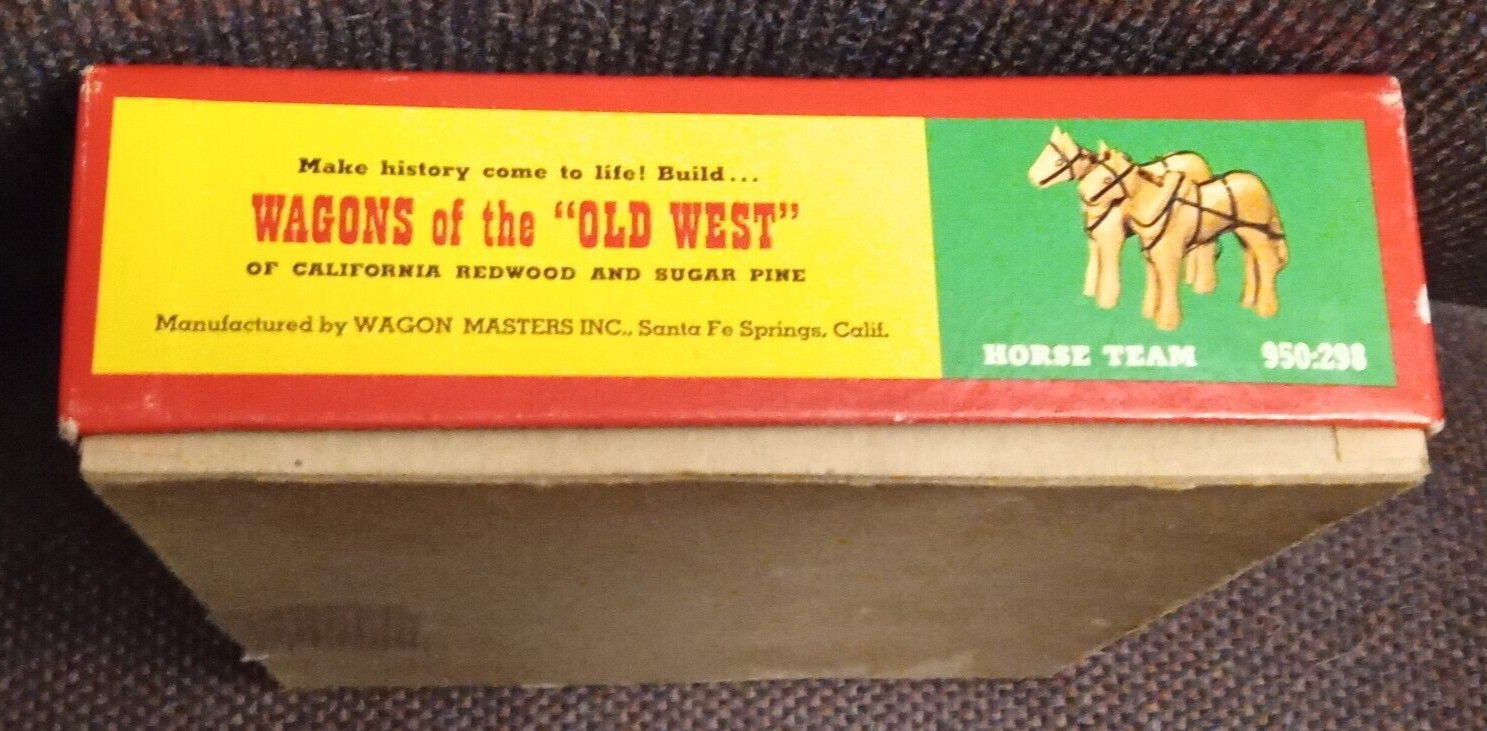 Make history come to life! Build...
WAGONS of the “OLD WEST”
OF CALIFORNIA REDWOOD AND SUGAR PINE
Manufactured by WAGON MASTERS INC., Santa Fe Springs, Calif.
HORSE TEAM 950:298